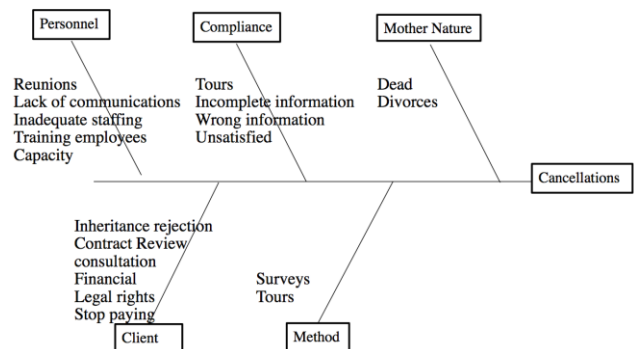 Personnel
Compliance
Mother Nature
Reunions
Lack of communications
Inadequate staffing
Training employees
Capacity
Tours
Incomplete information
Wrong information
Unsatisfied
Dead
Divorces
Cancellations
Inheritance rejection
Contract Review
consultation
Financial
Legal rights
Stop paying
Surveys
Tours
Client
Method